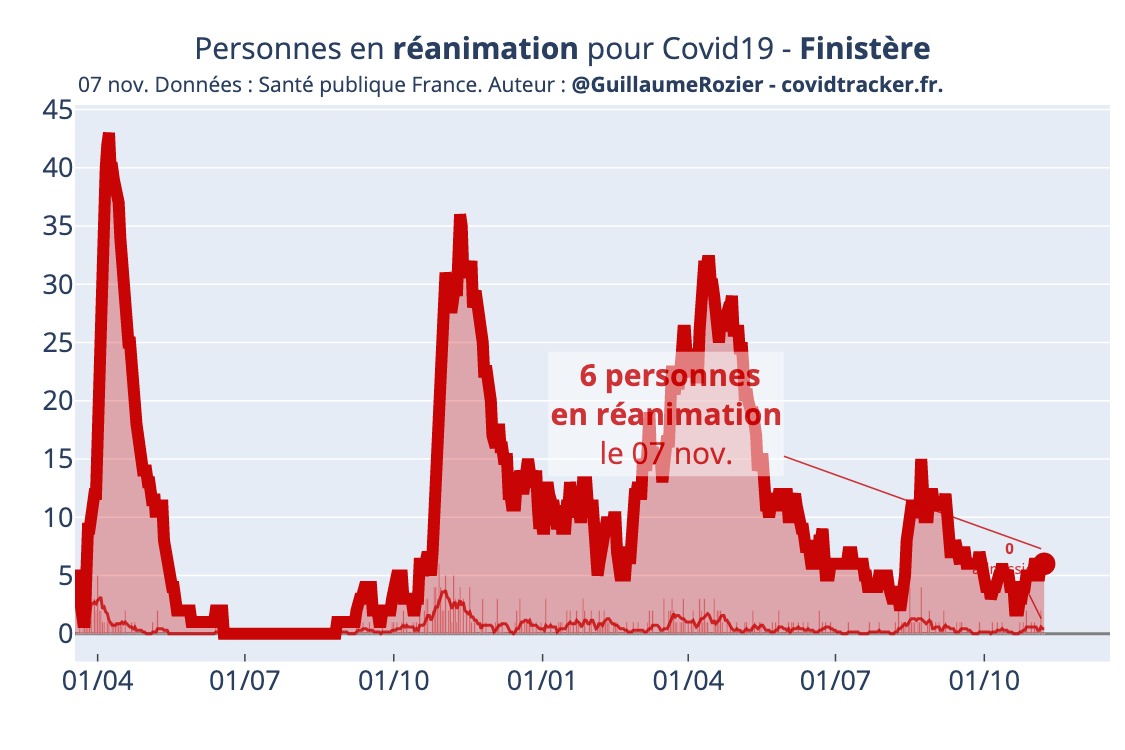 Personnes en réanimation pour Covid19 - Finistère
07 nov. Données : Santé publique France. Auteur : @GuillaumeRozier - covidtracker.fr.
45
40
35
30
25
20
15
10
5
0
6 personnes
en réanimation
le 07 nov.
0
01/04 01/07 01/10 01/01 01/04 01/07 01/10